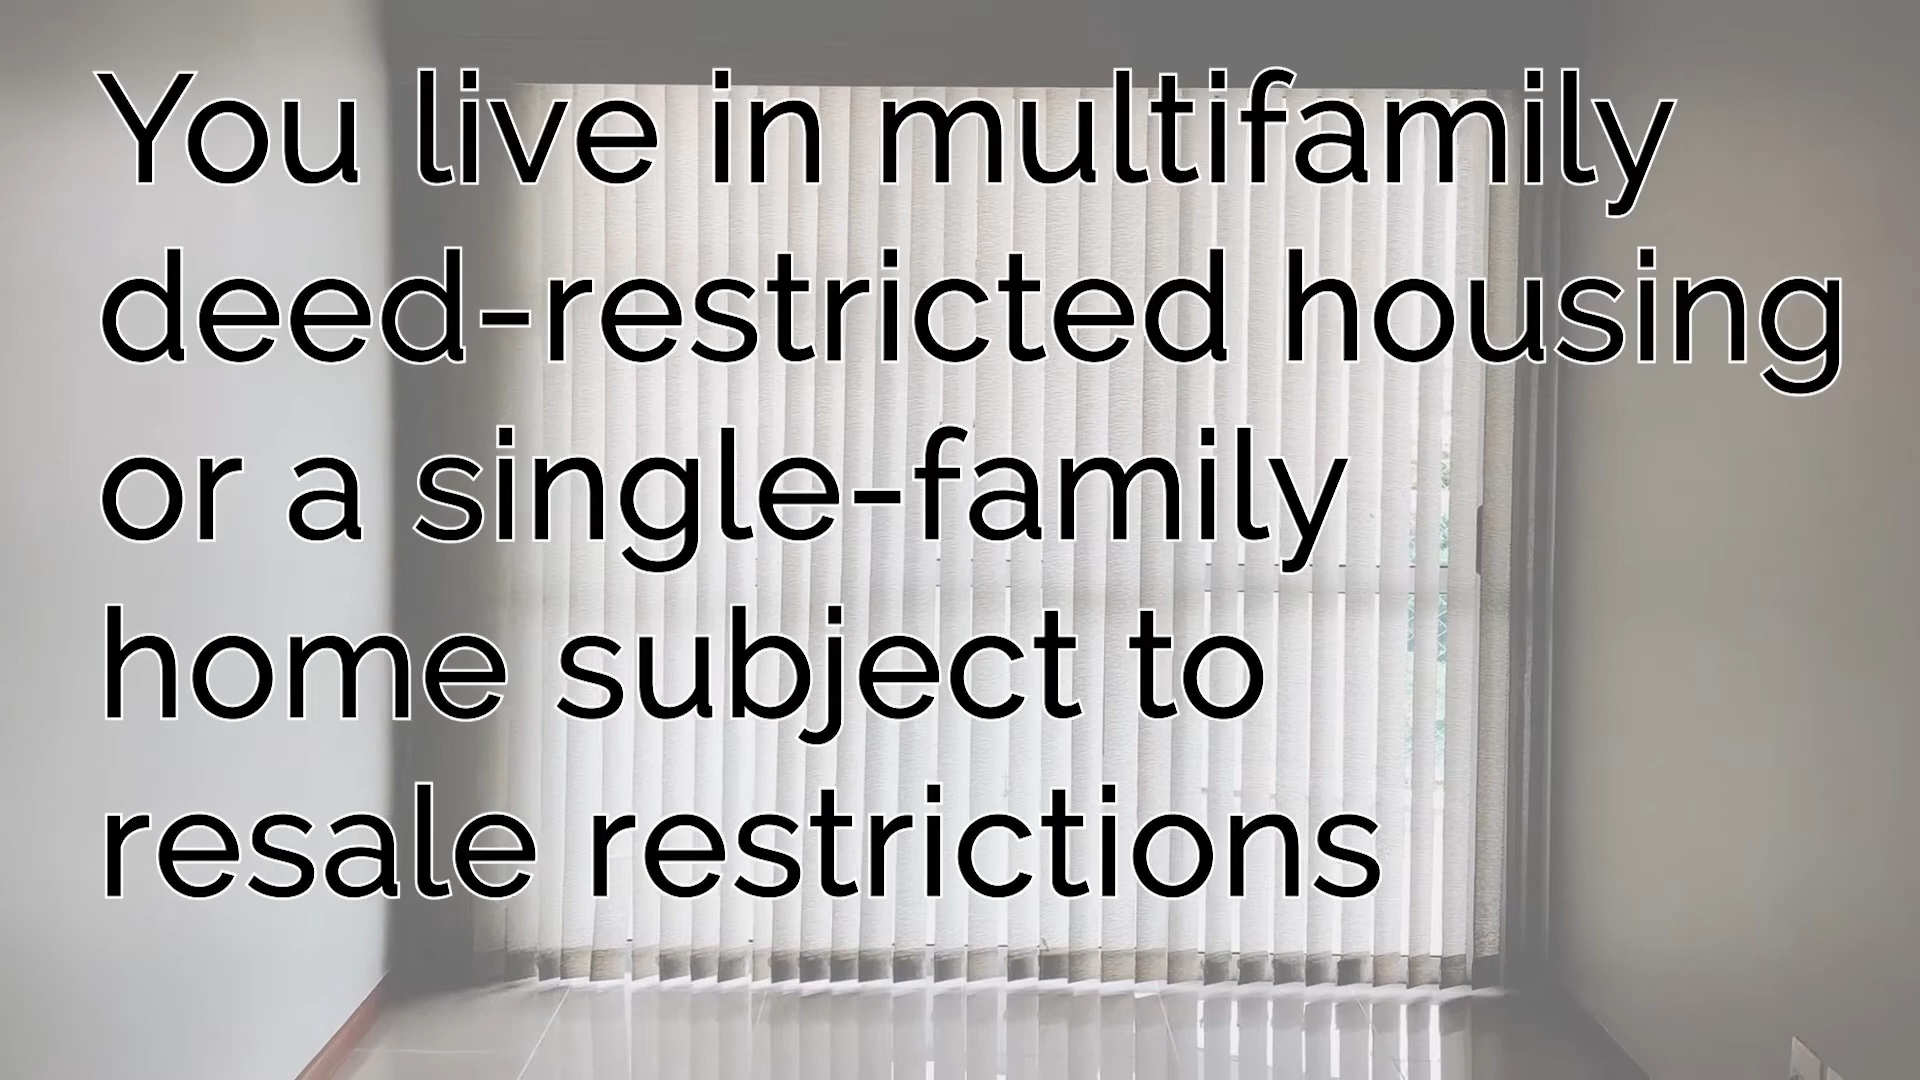 You live in multifamily
deed-restricted housing
or a single-family
home subject to
resale restrictions